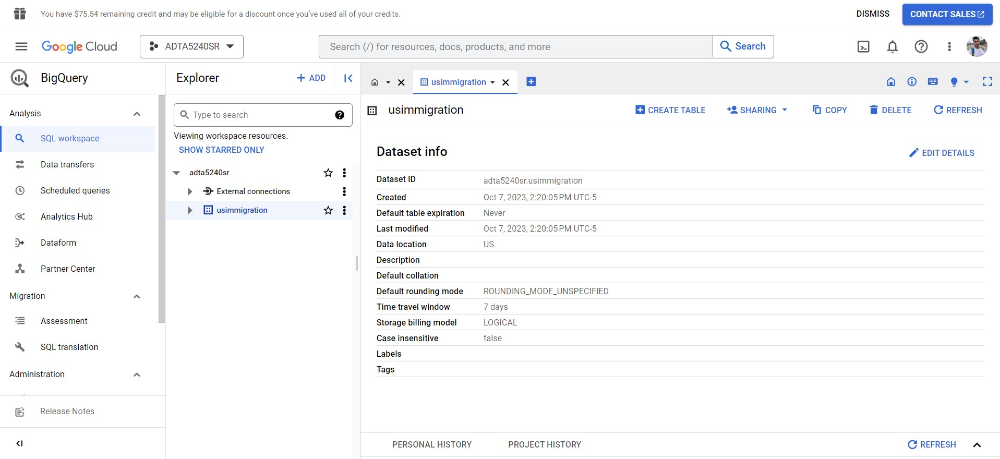 You have $75.54 remaining credit and may be eligible for a discount once you've used all of your credits.
DISMISS
CONTACT SALES
Google Cloud
ADTA5240SR
Search (/) for resources, docs, products, and more
Search
BigQuery
Analysis
SQL workspace
Data transfers
Scheduled queries
Analytics Hub
Dataform
Partner Center
Migration
Assessment
SQL translation
Administration
Release Notes
Explorer
+ ADD
Type to search
Viewing workspace resources.
SHOW STARRED ONLY
adta5240sr
External connections
usimmigration
usimmigration
usimmigration
CREATE TABLE
SHARING
COPY
DELETE
REFRESH
Dataset info
EDIT DETAILS
Dataset ID adta5240sr.usimmigration
Created Oct 7, 2023, 2:20:05 PM UTC-5
Default table expiration Never
Last modified Oct 7, 2023, 2:20:05 PM UTC-5
Data location US
Description
Default collation
Default rounding mode ROUNDING_MODE_UNSPECIFIED
Time travel window 7 days
Storage billing model LOGICAL
Case insensitive false
Labels
Tags
PERSONAL HISTORY
PROJECT HISTORY
REFRESH